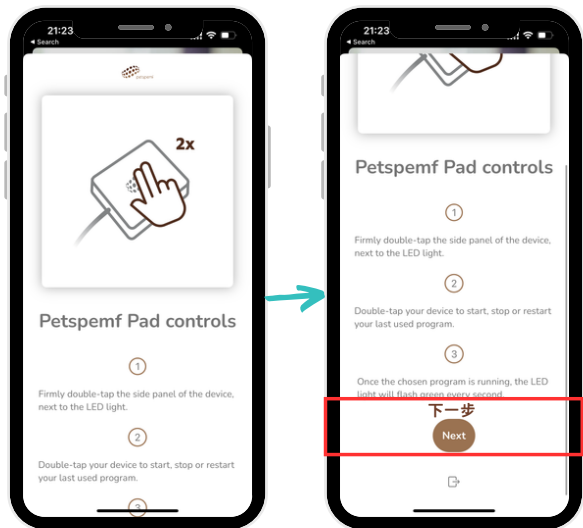 21:23
Search
petspemf
2x
Petspemf Pad controls
1
Firmly double-tap the side panel of the device,
next to the LED light.
2
Double-tap your device to start, stop or restart
your last used program.
3
21:23
Search
Petspemf Pad controls
1
Firmly double-tap the side panel of the device,
next to the LED light.
2
Double-tap your device to start, stop or restart
your last used program.
3
Once the chosen program is running, the LED
light will flash green every second.
下一步
Next